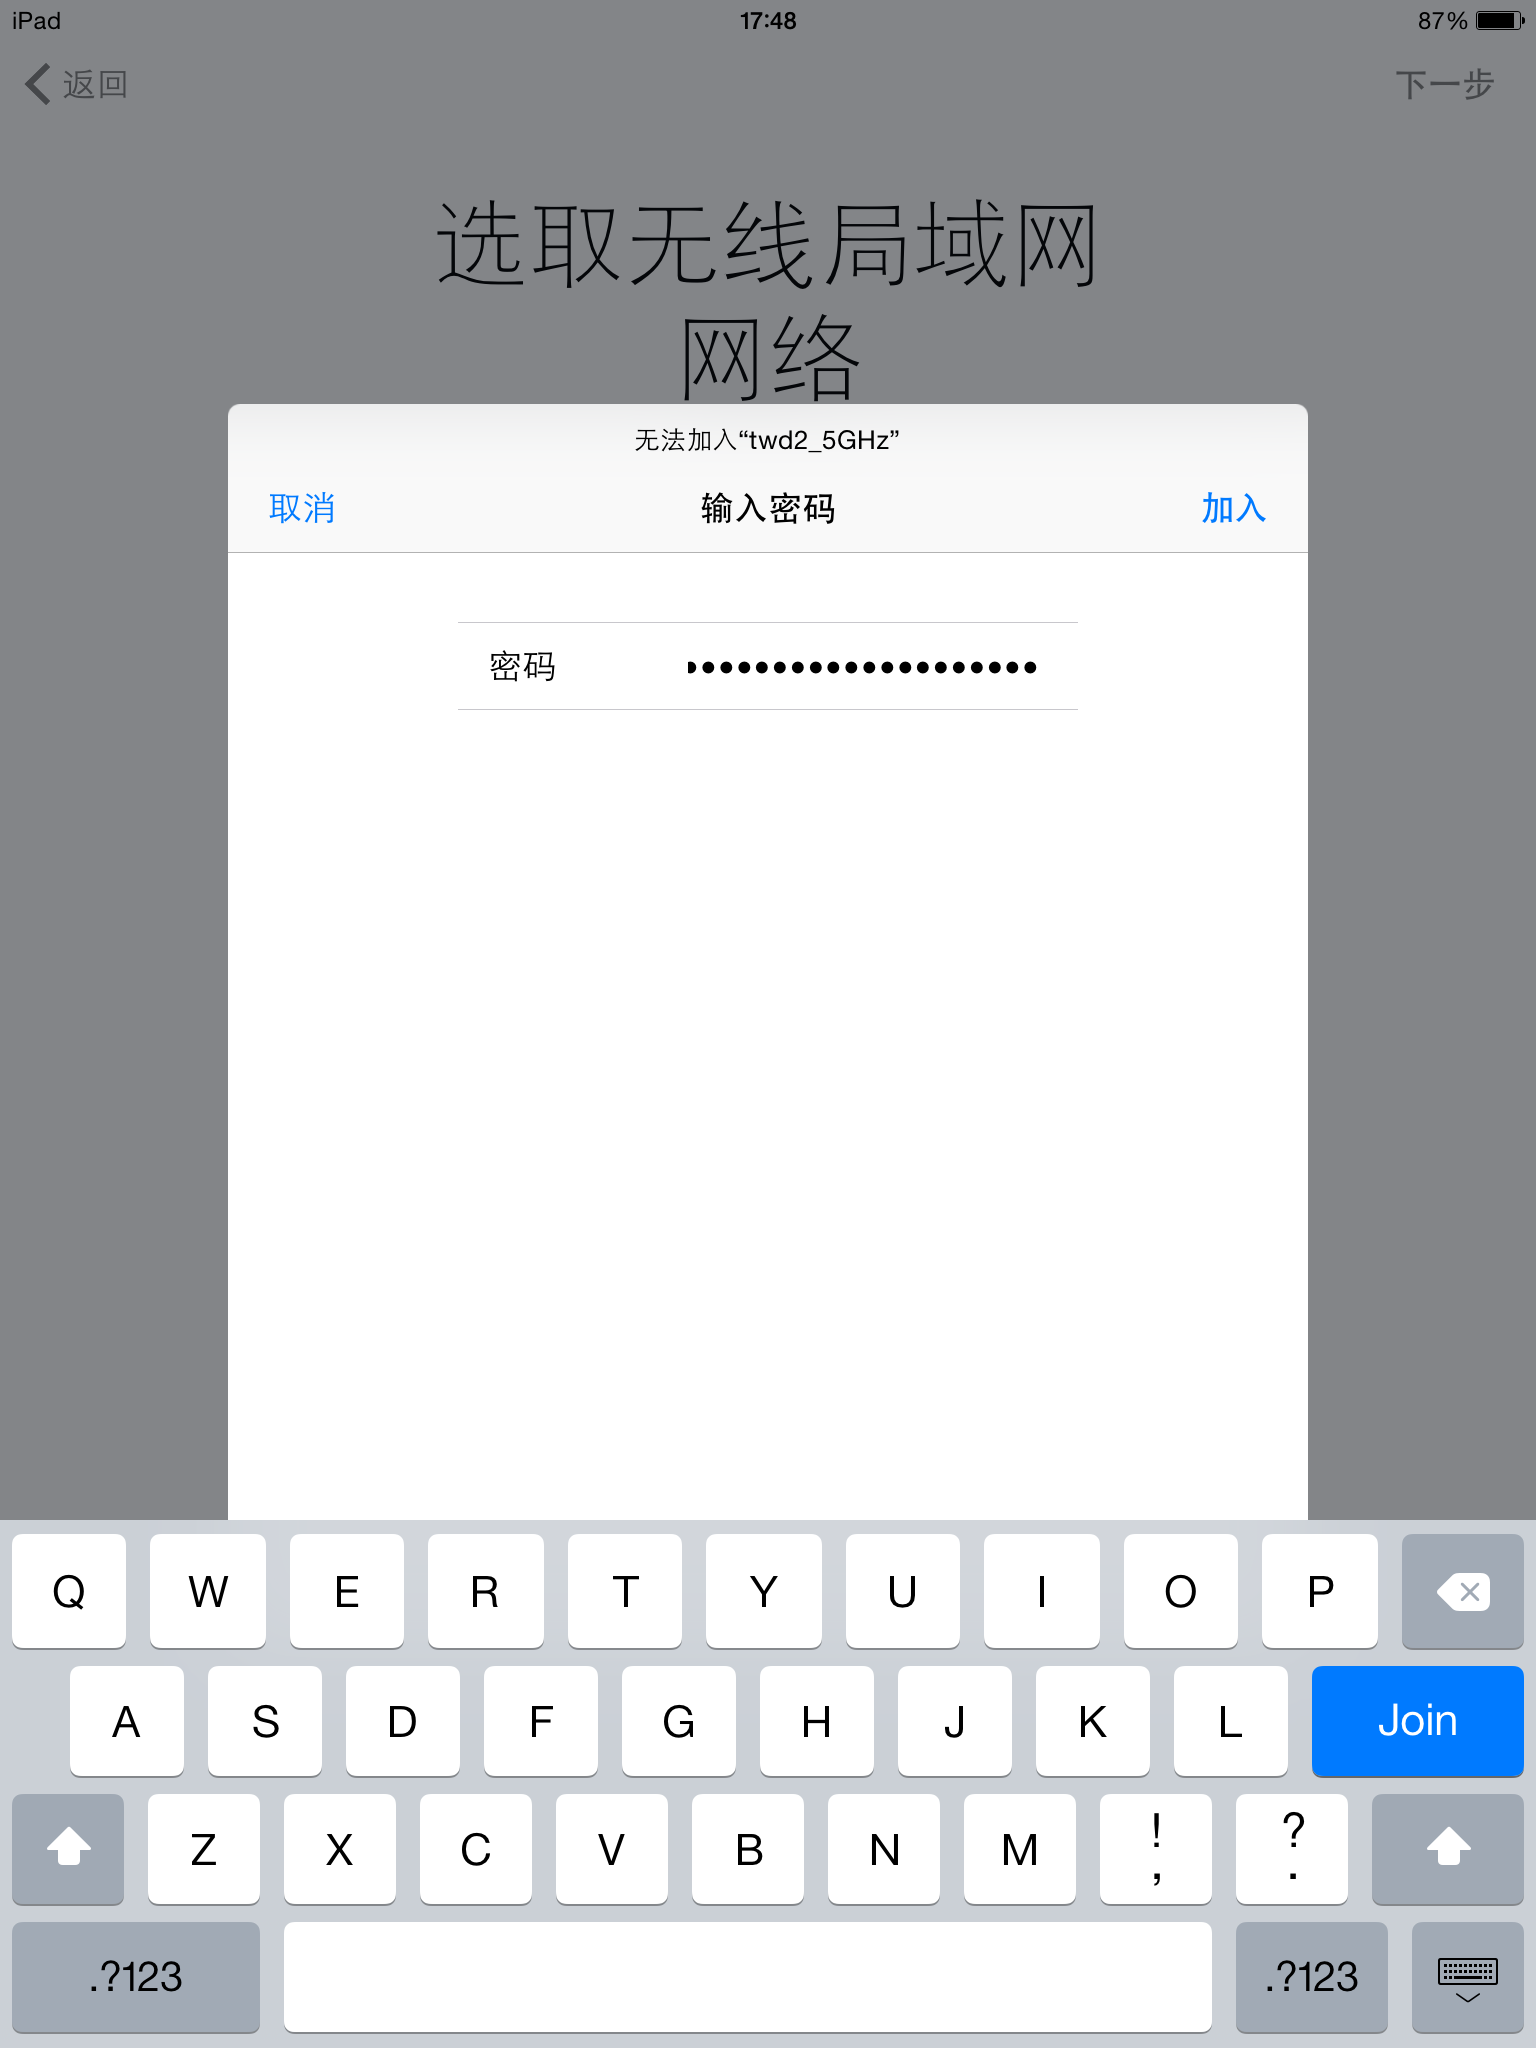 iPad 17:48 87%
返回 下一步
选取无线局域网
网络
无法加入“twd2_5GHz”
取消 输入密码 加入
密码 ••••••••••••••••••••
Q W E R T Y U I O P
A S D F G H J K L Join
Z X C V B N M ! , ? .
.?123 .?123